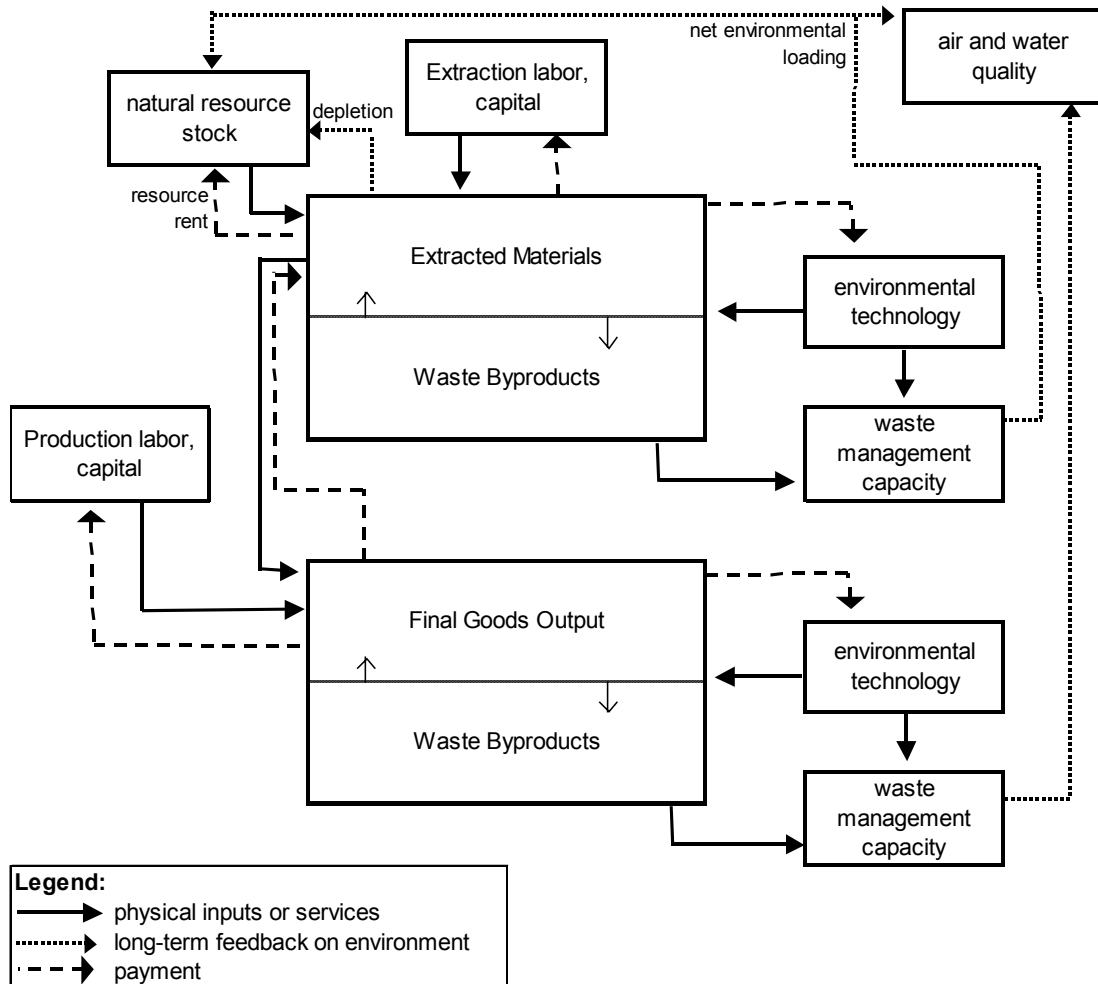 net environmental
loading
air and water
quality
Extraction labor,
capital
natural resource
stock
depletion
resource
rent
Extracted Materials
environmental
technology
Waste Byproducts
waste
management
capacity
Production labor,
capital
Final Goods Output
environmental
technology
Waste Byproducts
waste
management
capacity
Legend:
physical inputs or services
long-term feedback on environment
payment